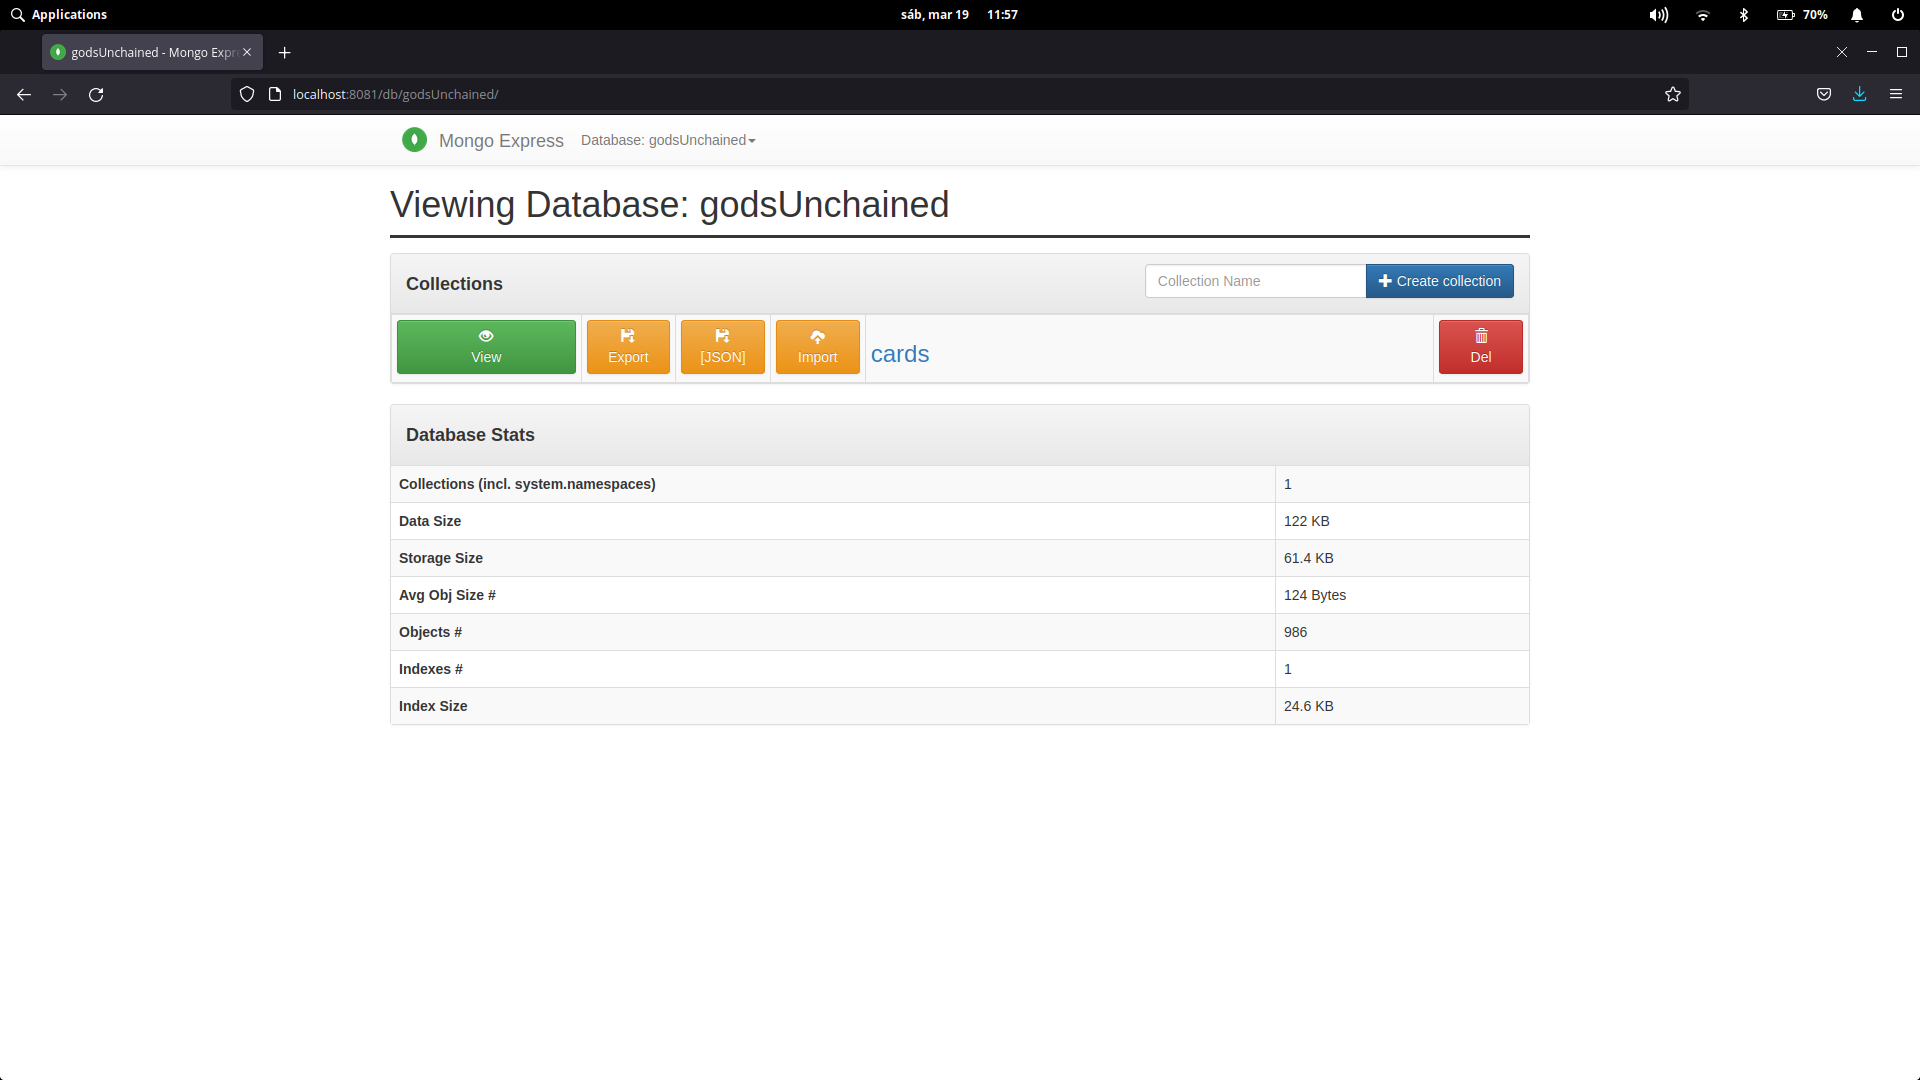 Applications
sáb, mar 19 11:57
70%
godsUnchained - Mongo Expr
localhost:8081/db/godsUnchained/
Mongo Express Database: godsUnchained
Viewing Database: godsUnchained
Collections
Collection Name
Create collection
View
Export
[JSON]
Import
cards
Del
Database Stats
Collections (incl. system.namespaces) 1
Data Size 122 KB
Storage Size 61.4 KB
Avg Obj Size # 124 Bytes
Objects # 986
Indexes # 1
Index Size 24.6 KB